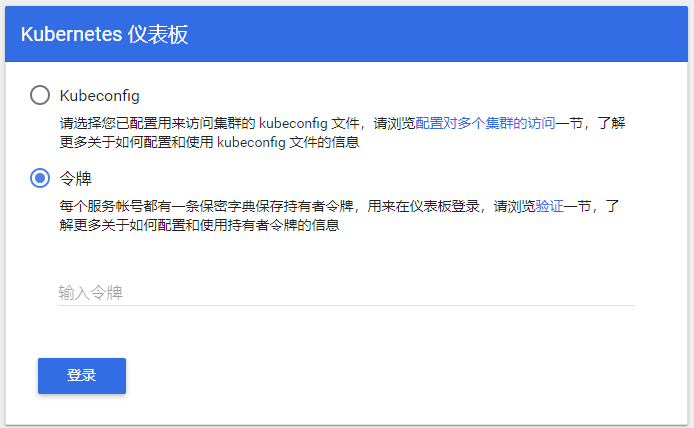 Kubernetes 仪表板
Kubeconfig
请选择您已配置用来访问集群的 kubeconfig 文件，请浏览配置对多个集群的访问一节，了解
更多关于如何配置和使用 kubeconfig 文件的信息
令牌
每个服务帐号都有一条保密字典保存持有者令牌，用来在仪表板登录，请浏览验证一节，了
解更多关于如何配置和使用持有者令牌的信息
输入令牌
登录